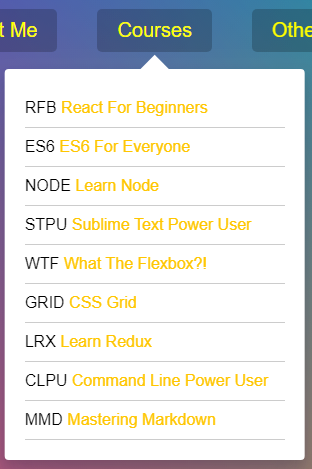 t Me Courses Othe
RFB React For Beginners
ES6 ES6 For Everyone
NODE Learn Node
STPU Sublime Text Power User
WTF What The Flexbox?!
GRID CSS Grid
LRX Learn Redux
CLPU Command Line Power User
MMD Mastering Markdown